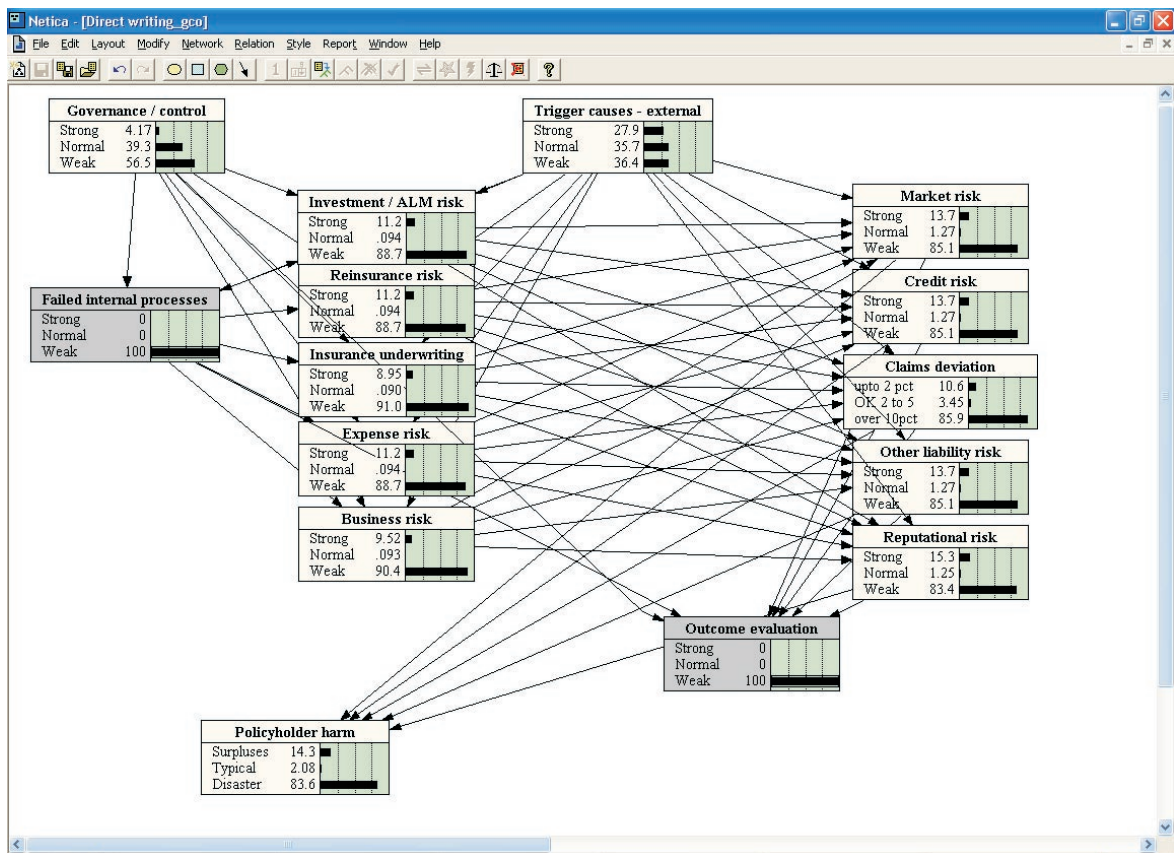 Netica - [Direct writing_gco]
File Edit Layout Modify Network Relation Style Report Window Help
Governance / control
Strong 4.17
Normal 39.3
Weak 56.5
Trigger causes - external
Strong 27.9
Normal 35.7
Weak 36.4
Investment / ALM risk
Strong 11.2
Normal .094
Weak 88.7
Market risk
Strong 13.7
Normal 1.27
Weak 85.1
Failed internal processes
Strong 0
Normal 0
Weak 100
Reinsurance risk
Strong 11.2
Normal .094
Weak 88.7
Credit risk
Strong 13.7
Normal 1.27
Weak 85.1
Insurance underwriting
Strong 8.95
Normal .090
Weak 91.0
Claims deviation
upto 2 pct 10.6
OK 2 to 5 3.45
over 10pct 85.9
Expense risk
Strong 11.2
Normal .094
Weak 88.7
Other liability risk
Strong 13.7
Normal 1.27
Weak 85.1
Business risk
Strong 9.52
Normal .093
Weak 90.4
Reputational risk
Strong 15.3
Normal 1.25
Weak 83.4
Outcome evaluation
Strong 0
Normal 0
Weak 100
Policyholder harm
Surpluses 14.3
Typical 2.08
Disaster 83.6